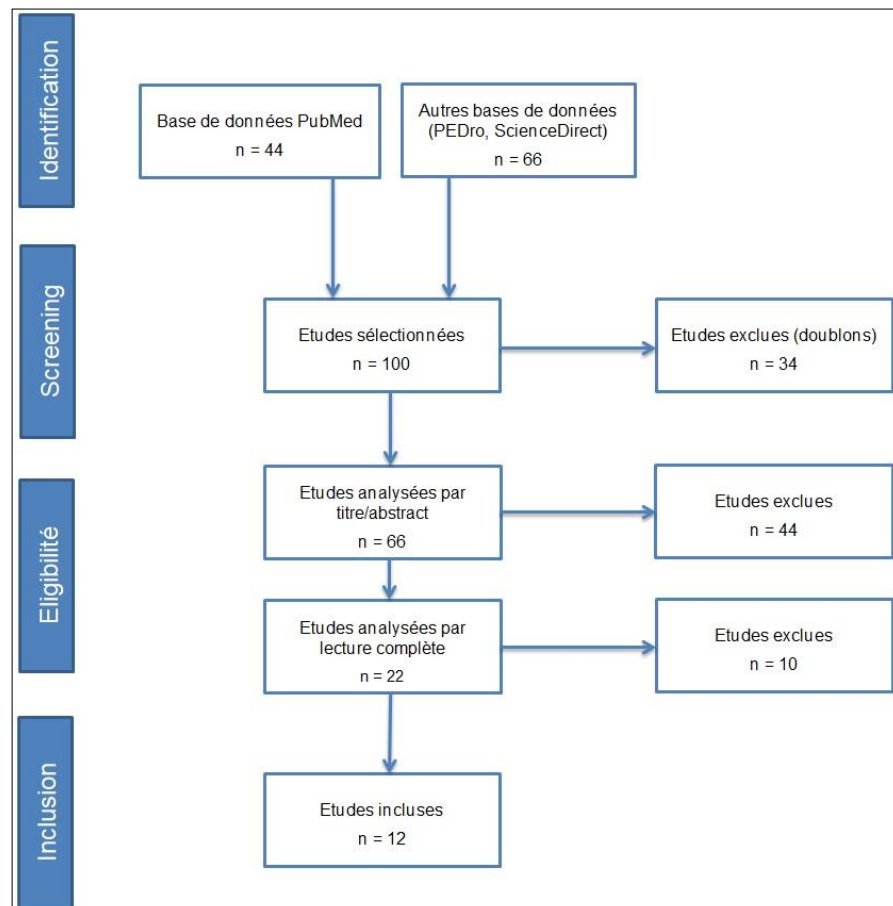 Identification
Base de données PubMed
n = 44
Autres bases de données
(PEDro, ScienceDirect)
n = 66
Screening
Etudes sélectionnées
n = 100
Etudes exclues (doublons)
n = 34
Eligibilité
Etudes analysées par
titre/abstract
n = 66
Etudes exclues
n = 44
Etudes analysées par
lecture complète
n = 22
Etudes exclues
n = 10
Inclusion
Etudes incluses
n = 12